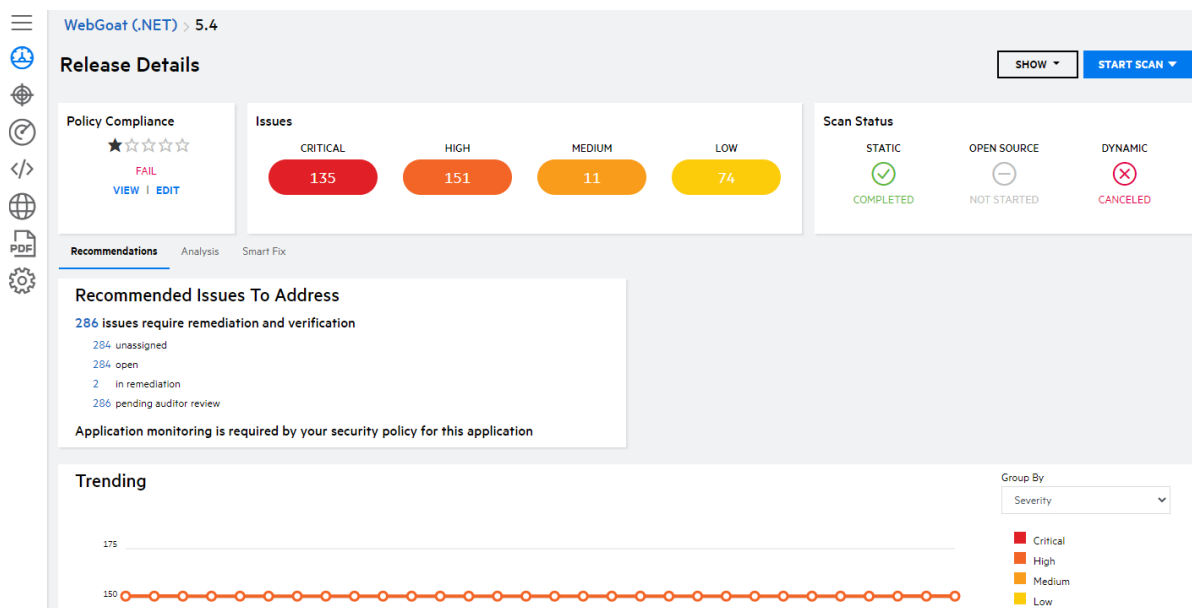 WebGoat (.NET) > 5.4
Release Details
SHOW
START SCAN
Policy Compliance
FAIL
VIEW | EDIT
Issues
CRITICAL HIGH MEDIUM LOW
135 151 11 74
Scan Status
STATIC OPEN SOURCE DYNAMIC
COMPLETED NOT STARTED CANCELED
PDF
Recommendations Analysis Smart Fix
Recommended Issues To Address
286 issues require remediation and verification
284 unassigned
284 open
2 in remediation
286 pending auditor review
Application monitoring is required by your security policy for this application
Trending
175
150
Group By
Severity
Critical
High
Medium
Low